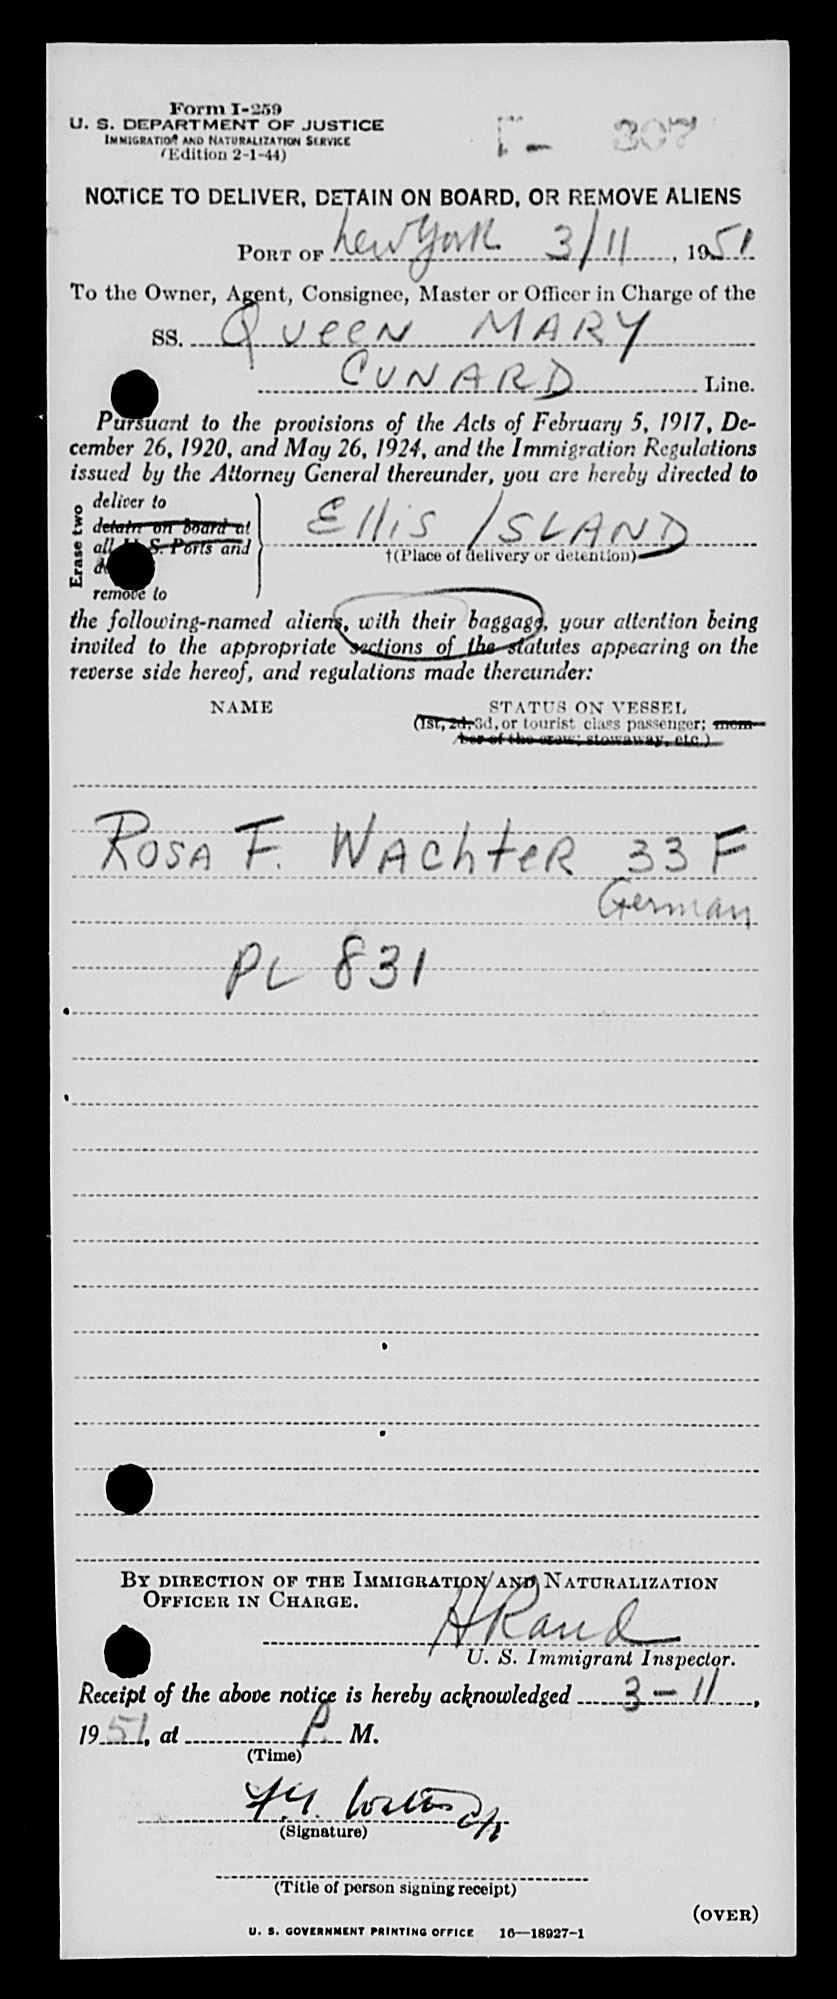 Form I-259
U. S. DEPARTMENT OF JUSTICE
IMMIGRATION AND NATURALIZATION SERVICE
(Edition 2-1-44)
F- 307
NOTICE TO DELIVER, DETAIN ON BOARD, OR REMOVE ALIENS
PORT OF New York 3/11, 1951
To the Owner, Agent, Consignee, Master or Officer in Charge of the
SS. QUEEN MARY
CUNARD Line.
Pursuant to the provisions of the Acts of February 5, 1917, De-
cember 26, 1920, and May 26, 1924, and the Immigration Regulations
issued by the Attorney General thereunder, you are hereby directed to
Erase two
deliver to
detain on board at
all U. S. Ports and
remove to
Ellis ISLAND
†(Place of delivery or detention)
the following-named aliens, with their baggage, your attention being
invited to the appropriate sections of the statutes appearing on the
reverse side hereof, and regulations made thereunder:
NAME STATUS ON VESSEL
(1st, 2d, 3d, or tourist class passenger; mem-
ber of the crew; stowaway, etc.)
ROSA F. WAChteR 33 F
German
PL 831
BY DIRECTION OF THE IMMIGRATION AND NATURALIZATION
OFFICER IN CHARGE.
HRand
U. S. Immigrant Inspector.
Receipt of the above notice is hereby acknowledged 3-11,
1951, at P. M.
(Time)
(Signature)
(Title of person signing receipt)
(OVER)
U. S. GOVERNMENT PRINTING OFFICE 16—18927-1